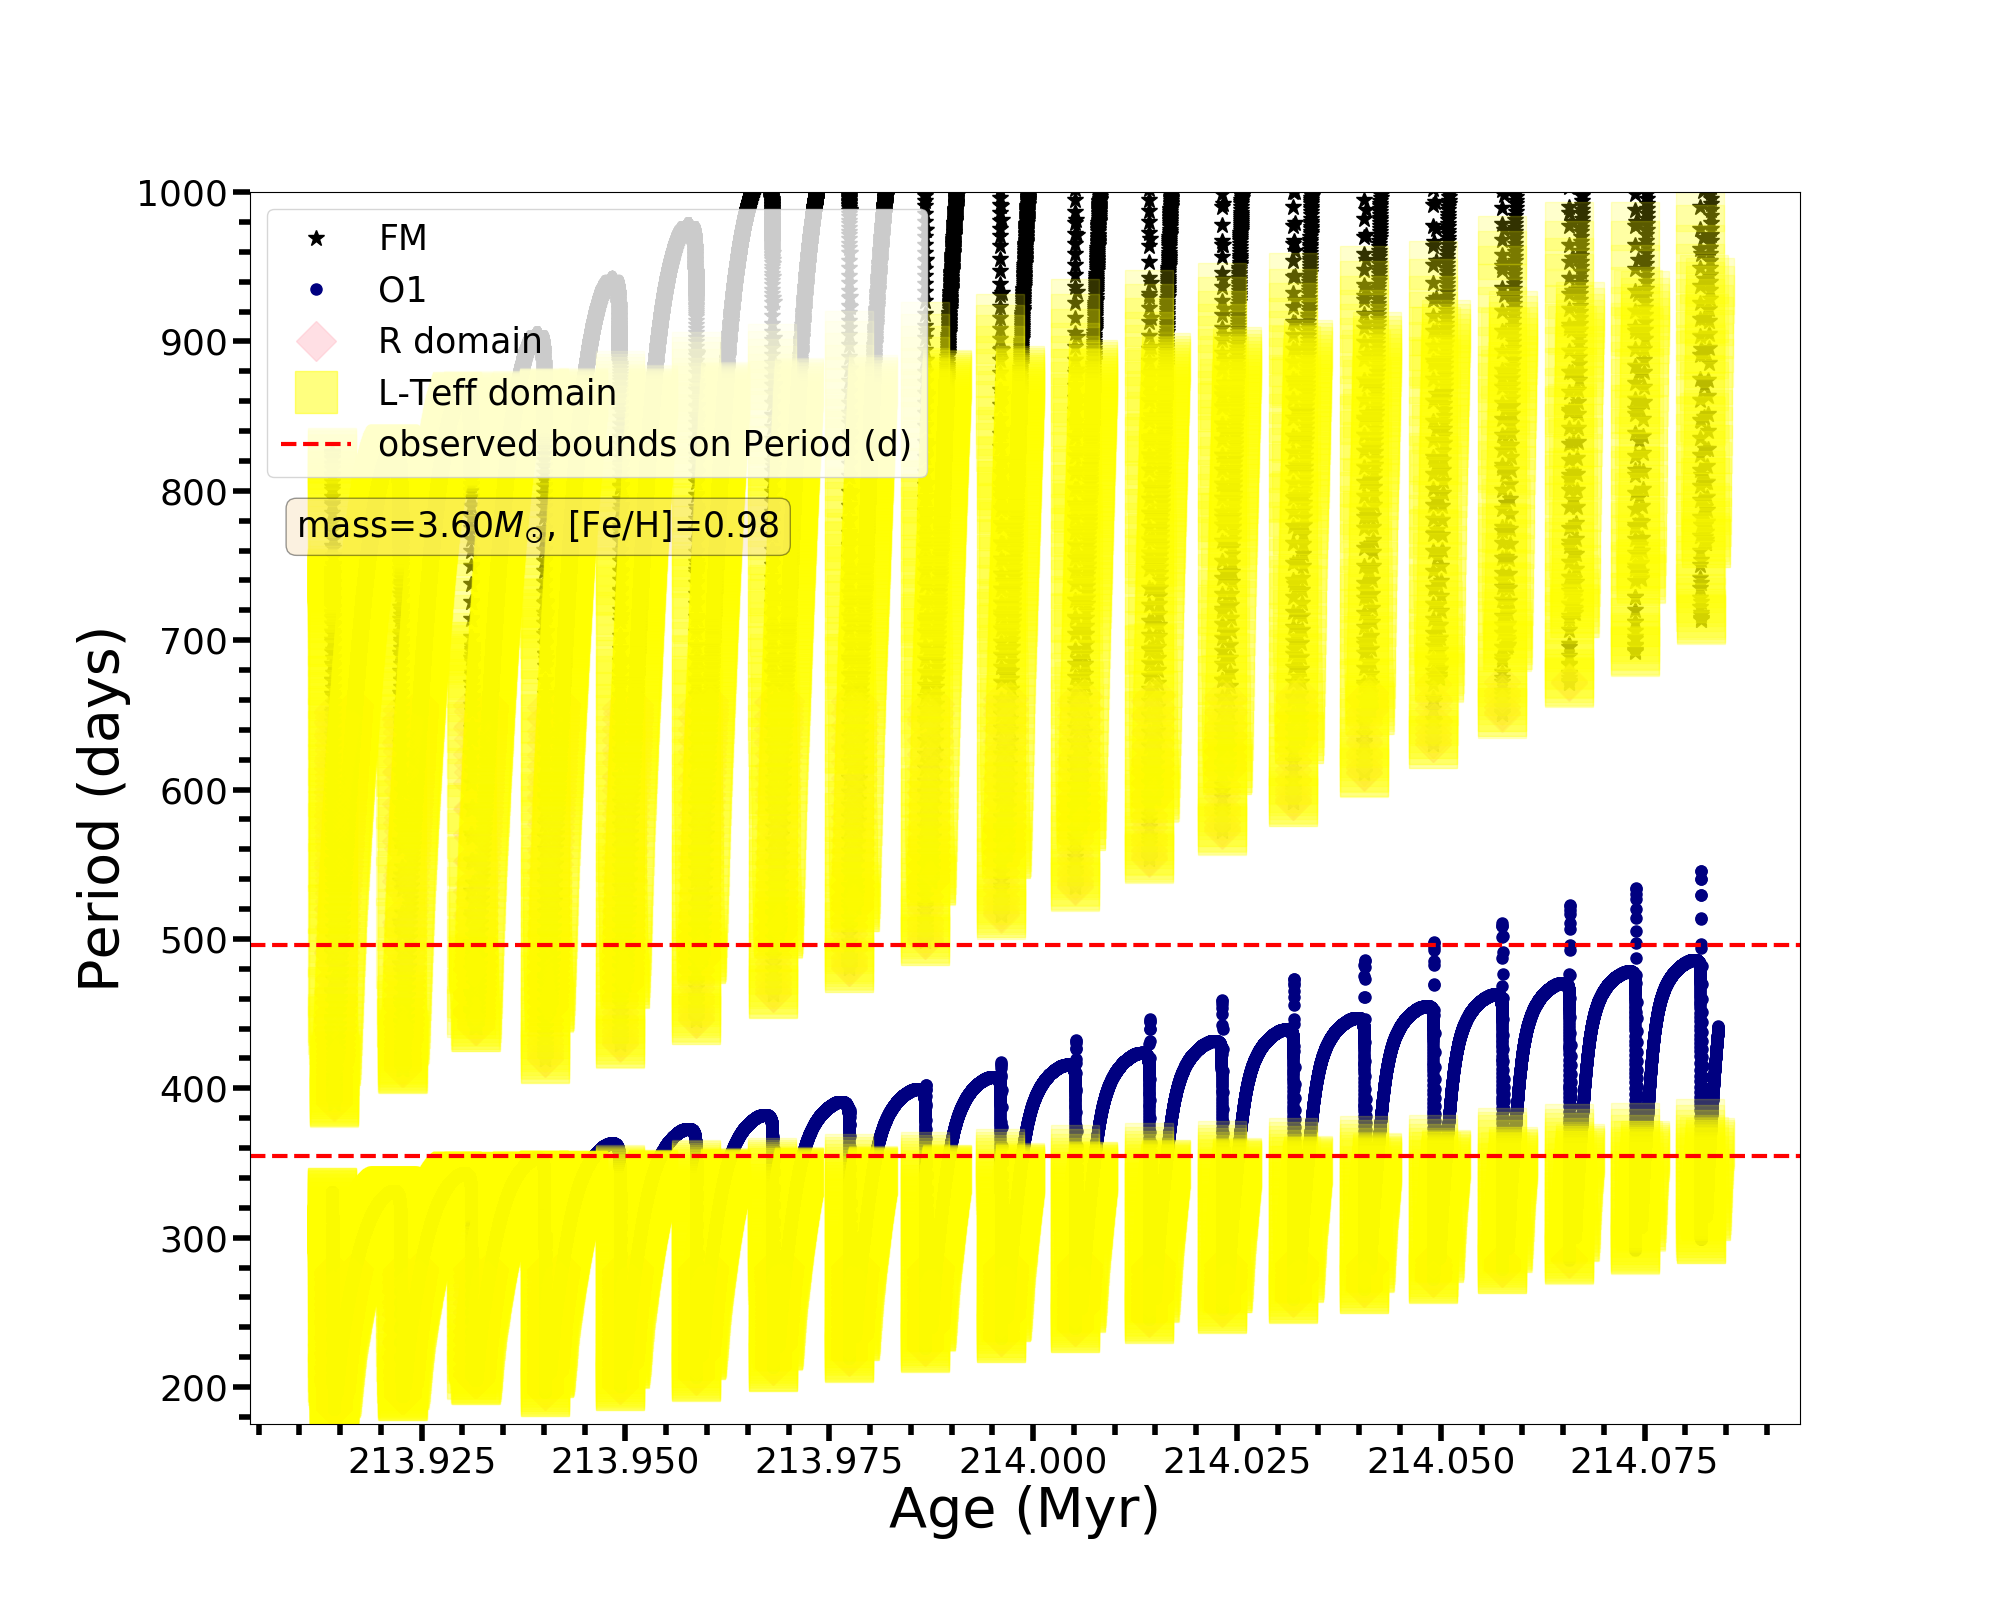 1000
900
800
700
600
500
400
300
200
Period (days)
FM
O1
R domain
L-Teff domain
observed bounds on Period (d)
mass=3.60M⊙, [Fe/H]=0.98
213.925 213.950 213.975 214.000 214.025 214.050 214.075
Age (Myr)